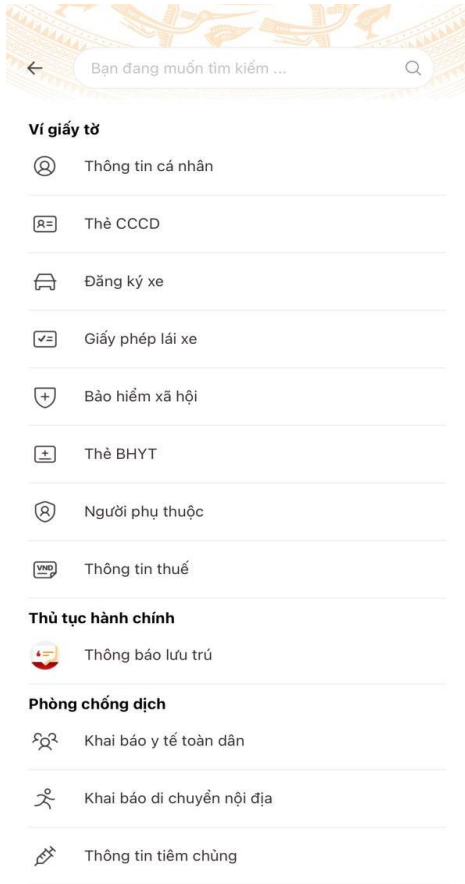 Bạn đang muốn tìm kiếm ...
Ví giấy tờ
Thông tin cá nhân
Thẻ CCCD
Đăng ký xe
Giấy phép lái xe
Bảo hiểm xã hội
Thẻ BHYT
Người phụ thuộc
VND
Thông tin thuế
Thủ tục hành chính
Thông báo lưu trú
Phòng chống dịch
Khai báo y tế toàn dân
Khai báo di chuyển nội địa
Thông tin tiêm chủng